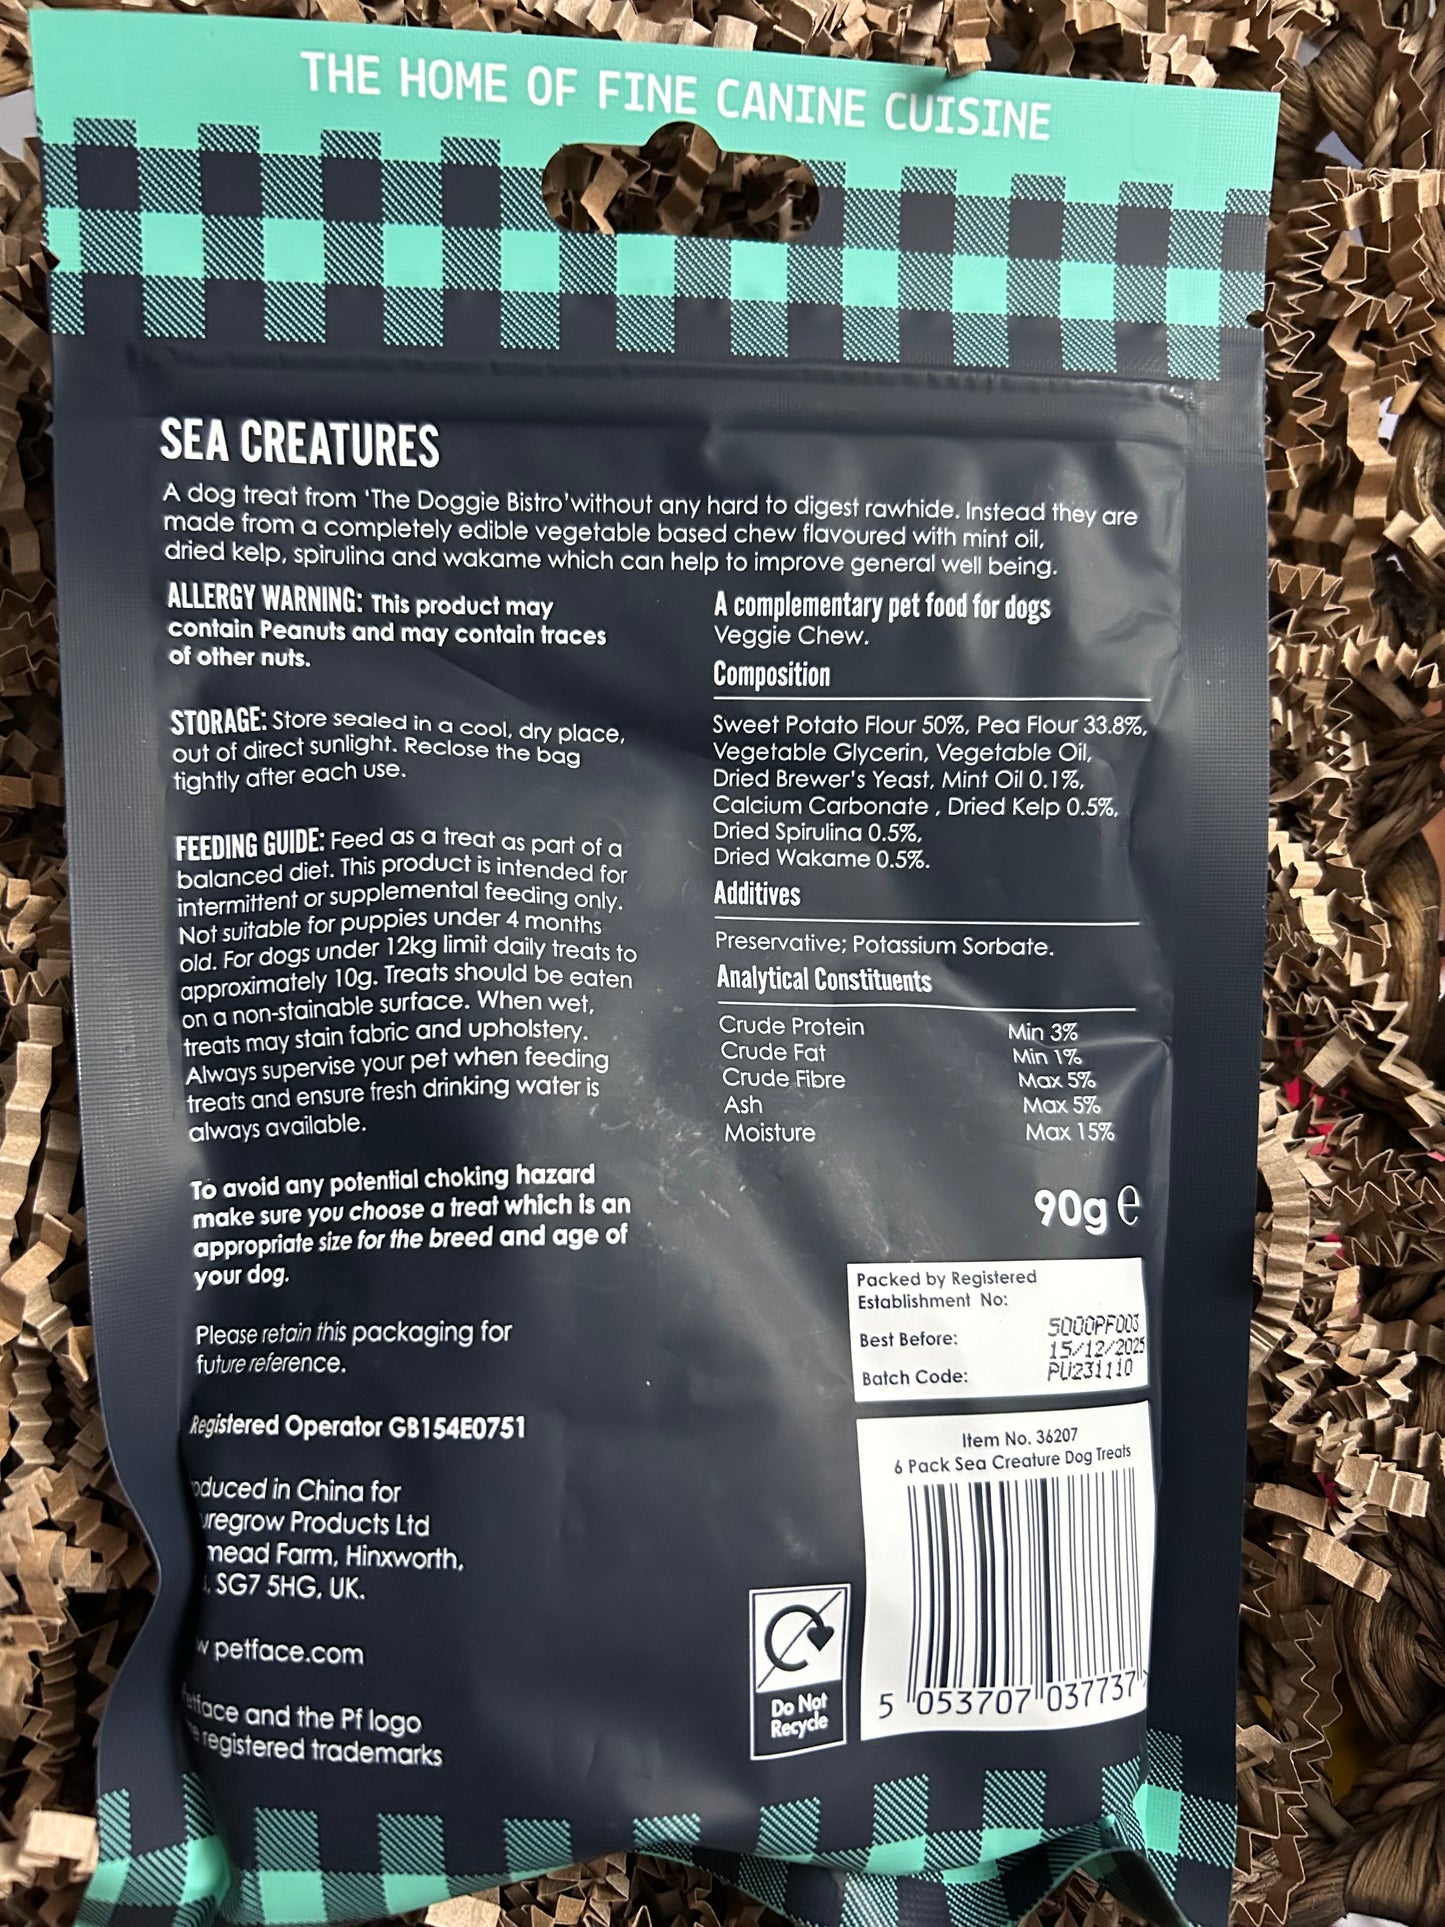 THE HOME OF FINE CANINE CUISINE
SEA CREATURES
A dog treat from 'The Doggie Bistro'without any hard to digest rawhide. Instead they are
made from a completely edible vegetable based chew flavoured with mint oil,
dried kelp, spirulina and wakame which can help to improve general well being.
ALLERGY WARNING: This product may
contain Peanuts and may contain traces
of other nuts.
STORAGE: Store sealed in a cool, dry place,
out of direct sunlight. Reclose the bag
tightly after each use.
FEEDING GUIDE: Feed as a treat as part of a
balanced diet. This product is intended for
intermittent or supplemental feeding only.
Not suitable for puppies under 4 months
old. For dogs under 12kg limit daily treats to
approximately 10g. Treats should be eaten
on a non-stainable surface. When wet,
treats may stain fabric and upholstery.
Always supervise your pet when feeding
treats and ensure fresh drinking water is
always available.
To avoid any potential choking hazard
make sure you choose a treat which is an
appropriate size for the breed and age of
your dog.
Please retain this packaging for
future reference.
Registered Operator GB154E0751
oduced in China for
uregrow Products Ltd
mead Farm, Hinxworth,
, SG7 5HG, UK.
w petface.com
etface and the Pf logo
e registered trademarks
A complementary pet food for dogs
Veggie Chew.
Composition
Sweet Potato Flour 50%, Pea Flour 33.8%,
Vegetable Glycerin, Vegetable Oil,
Dried Brewer's Yeast, Mint Oil 0.1%,
Calcium Carbonate , Dried Kelp 0.5%,
Dried Spirulina 0.5%,
Dried Wakame 0.5%.
Additives
Preservative; Potassium Sorbate.
Analytical Constituents
Crude Protein Min 3%
Crude Fat Min 1%
Crude Fibre Max 5%
Ash Max 5%
Moisture Max 15%
90g e
Packed by Registered
Establishment No:
5000PF003
Best Before: 15/12/2025
Batch Code: PU231110
Item No. 36207
6 Pack Sea Creature Dog Treats
5 053707 037737
Do Not
Recycle